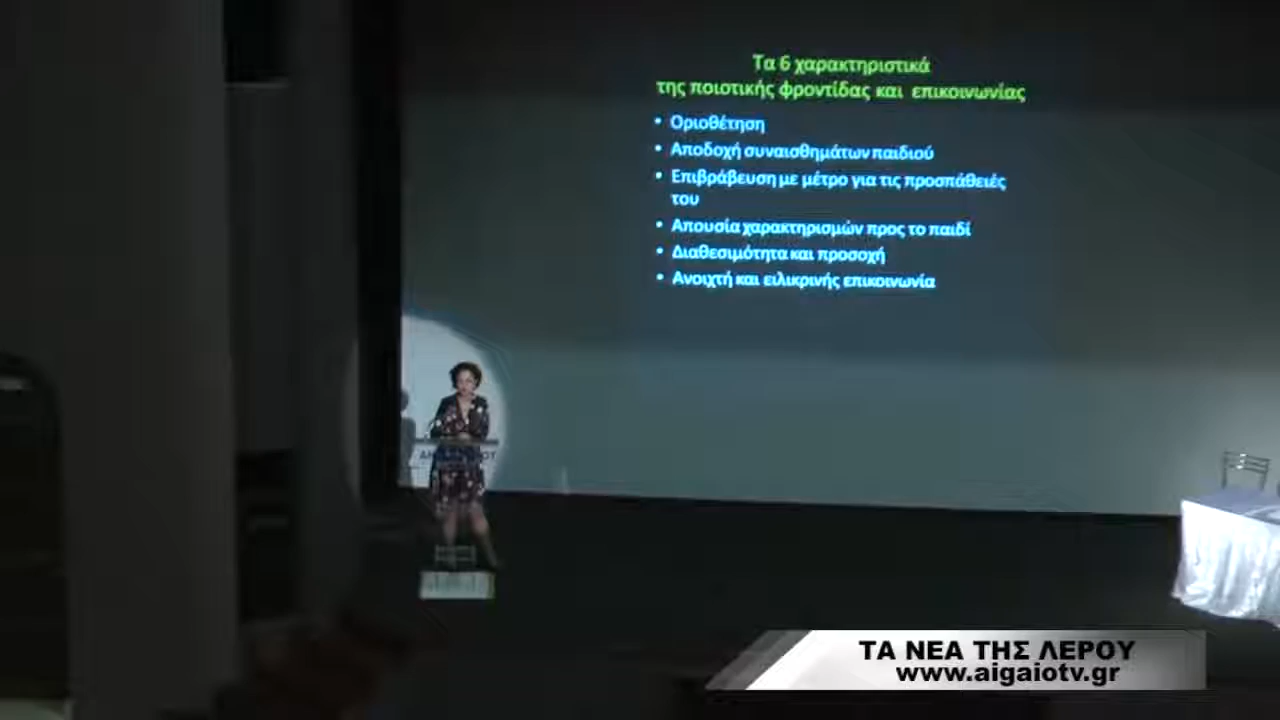 Τα 6 χαρακτηριστικά
της ποιοτικής φροντίδας και επικοινωνίας
• Οριοθέτηση
• Αποδοχή συναισθημάτων παιδιού
• Επιβράβευση με μέτρο για τις προσπάθειές
του
• Απουσία χαρακτηρισμών προς το παιδί
• Διαθεσιμότητα και προσοχή
• Ανοιχτή και ειλικρινής επικοινωνία
ΤΑ ΝΕΑ ΤΗΣ ΛΕΡΟΥ
www.aigaiotv.gr